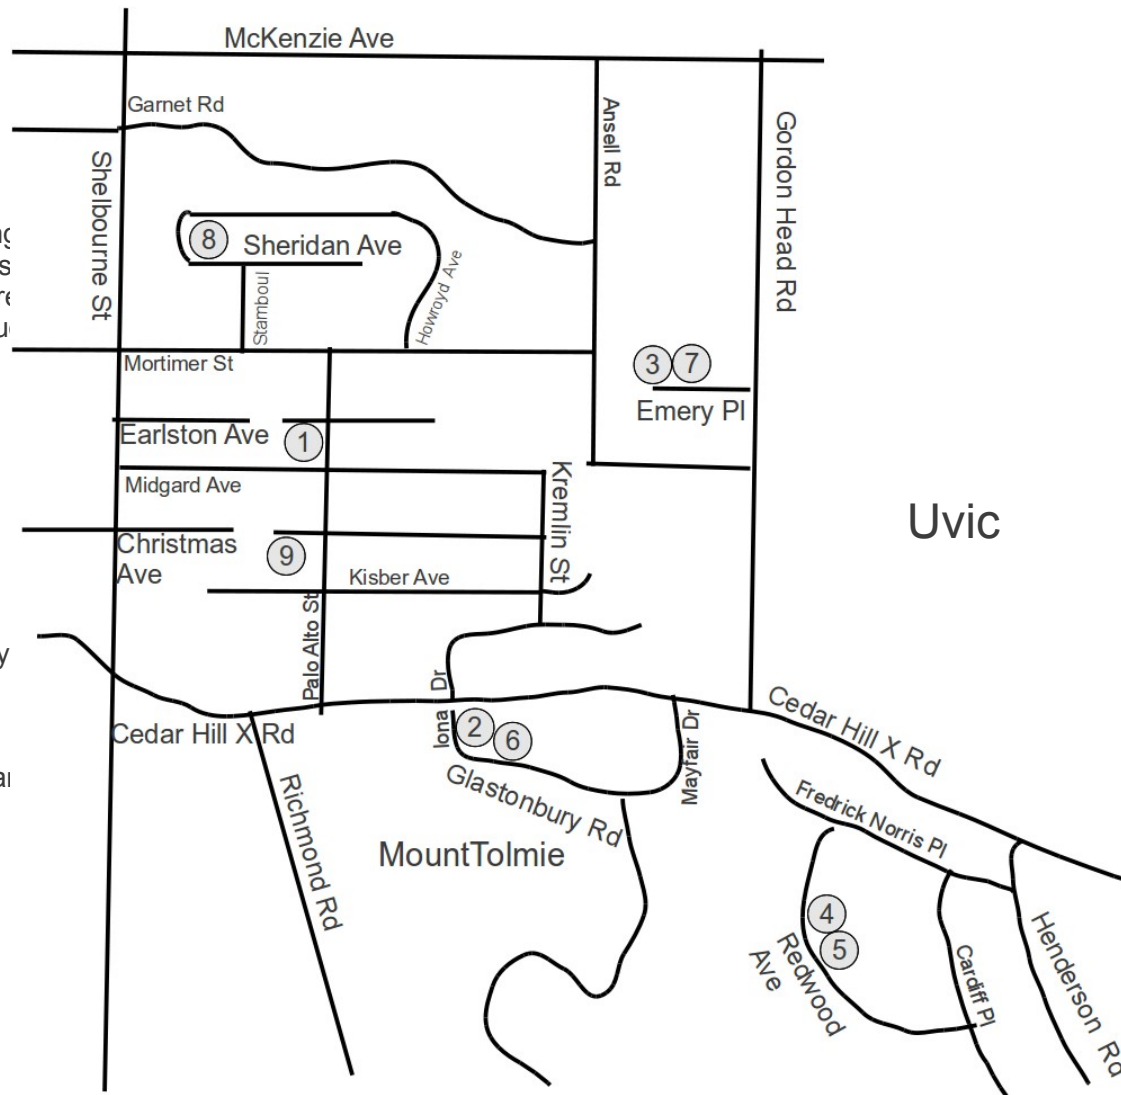 McKenzie Ave
Garnet Rd
Ansell Rd
Gordon Head Rd
Shelbourne St
8
Sheridan Ave
Stamboul
Howroyd Ave
Mortimer St
3
7
Emery Pl
Earlston Ave
1
Midgard Ave
Kremlin St
Uvic
Christmas
Ave
9
Kisber Ave
Palo Alto St
Iona Dr
2
6
Mayfair Dr
Cedar Hill X Rd
Cedar Hill X Rd
Glastonbury Rd
Richmond Rd
MountTolmie
Fredrick Norris Pl
4
5
Redwood
Ave
Cardiff Pl
Henderson Rd